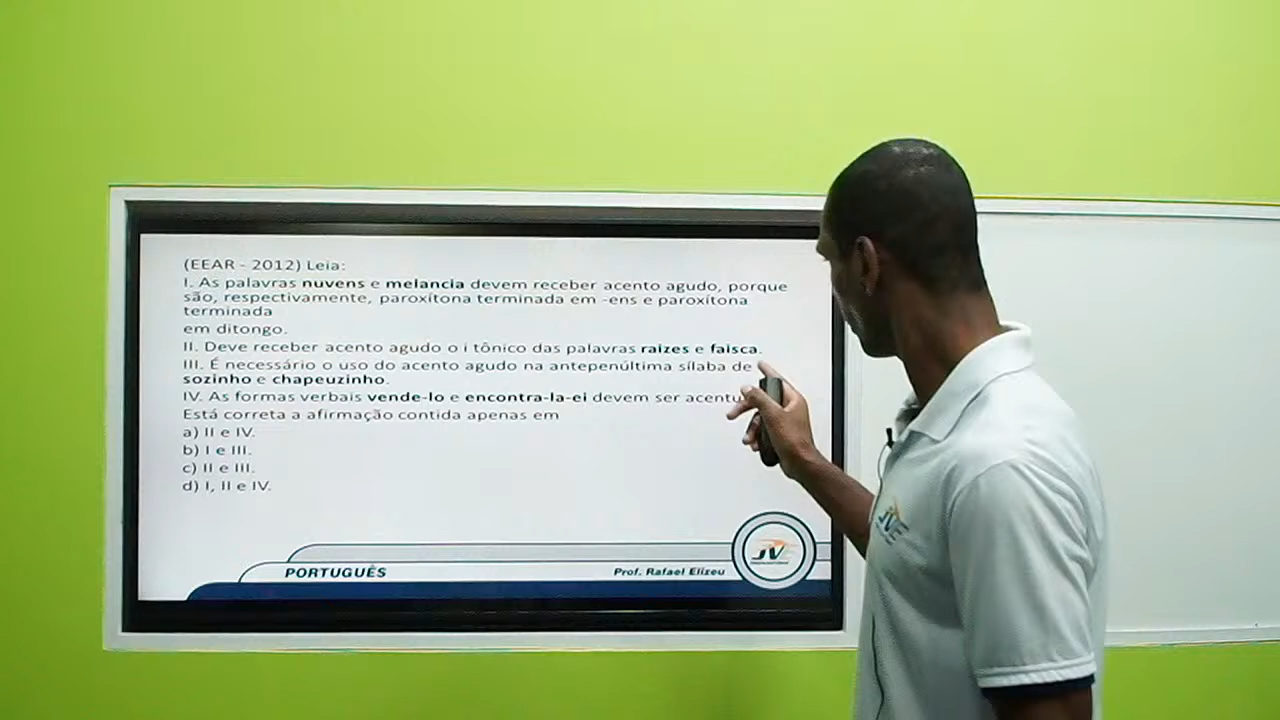 (EEAR - 2012) Leia:
I. As palavras nuvens e melancia devem receber acento agudo, porque
são, respectivamente, paroxítona terminada em -ens e paroxítona
terminada
em ditongo.
II. Deve receber acento agudo o i tônico das palavras raizes e faisca.
III. É necessário o uso do acento agudo na antepenúltima sílaba de
sozinho e chapeuzinho.
IV. As formas verbais vende-lo e encontra-la-ei devem ser
Está correta a afirmação contida apenas em
a) II e IV.
b) I e III.
c) II e III.
d) I, II e IV.
PORTUGUÊS
Prof. Rafael Elizeu
JVE
JVE